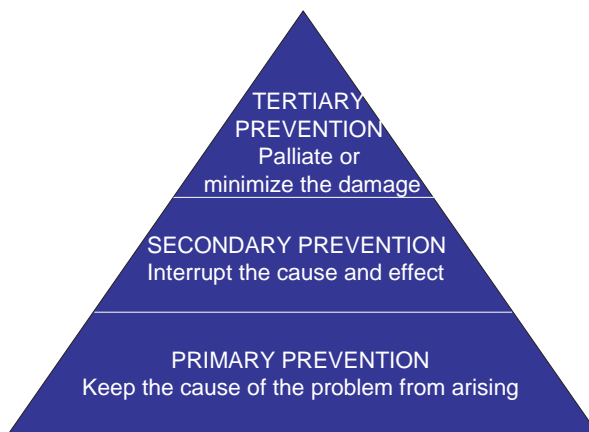 TERTIARY
PREVENTION
Palliate or
minimize the damage
SECONDARY PREVENTION
Interrupt the cause and effect
PRIMARY PREVENTION
Keep the cause of the problem from arising